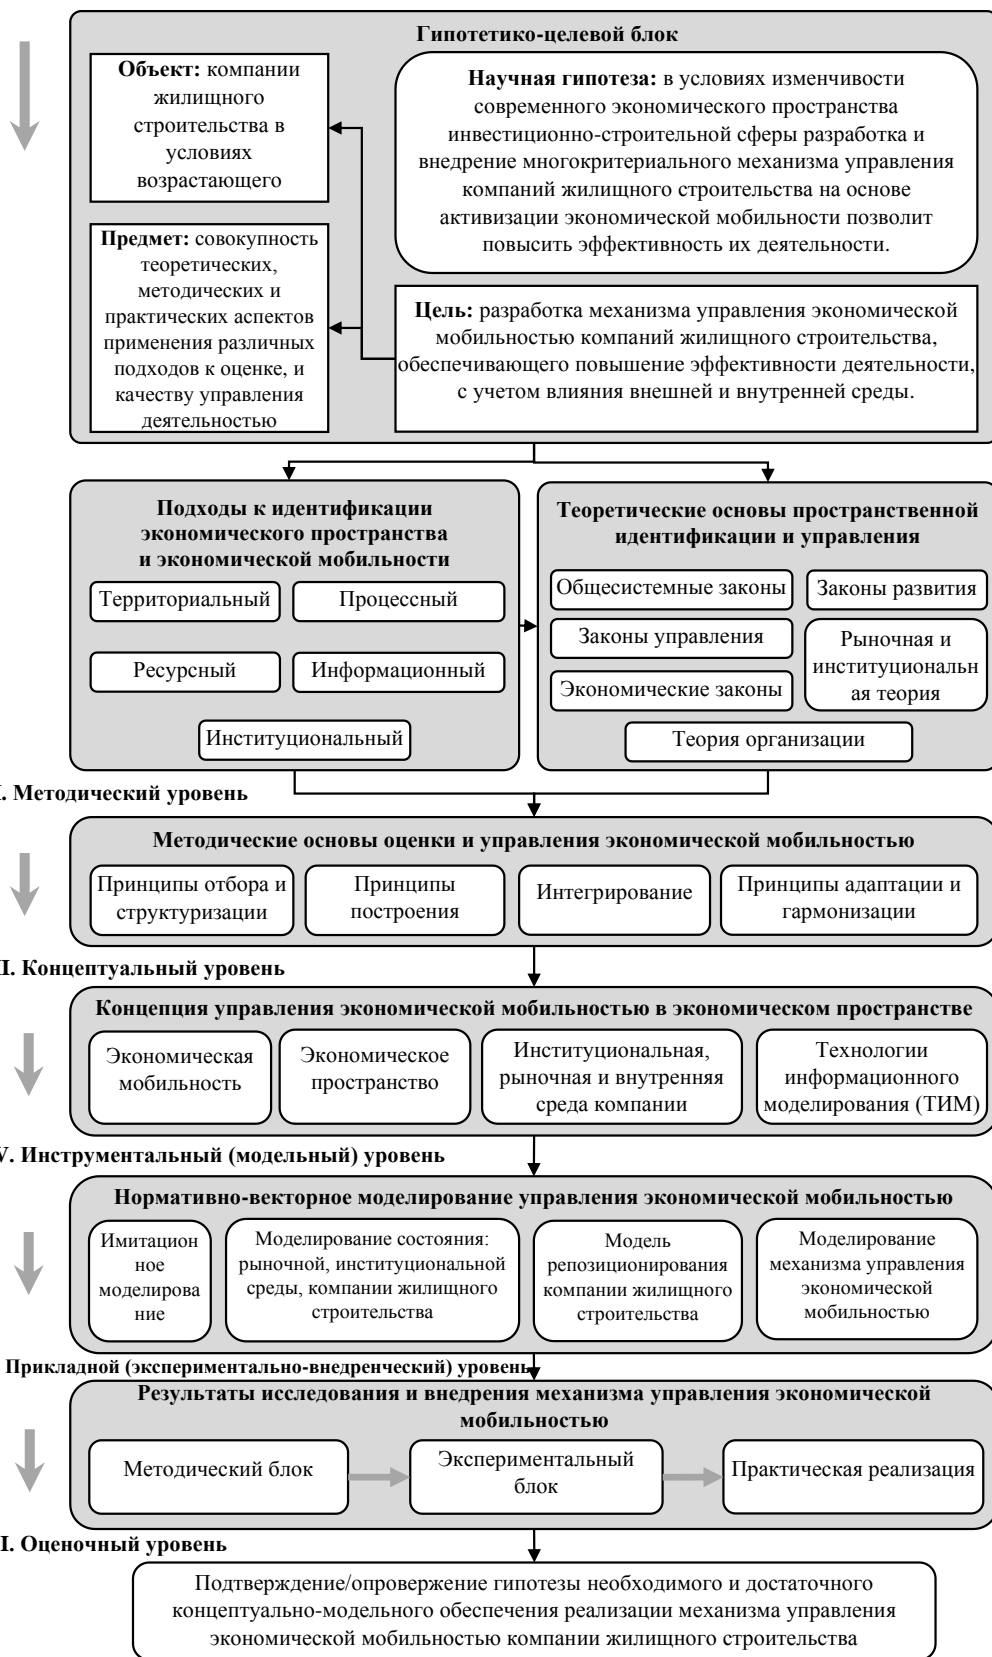 Гипотетико-целевой блок
Объект: компании
жилищного
строительства в
условиях
возрастающего
Научная гипотеза: в условиях изменчивости
современного экономического пространства
инвестиционно-строительной сферы разработка и
внедрение многокритериального механизма управления
компаний жилищного строительства на основе
активизации экономической мобильности позволит
повысить эффективность их деятельности.
Предмет: совокупность
теоретических,
методических и
практических аспектов
применения различных
подходов к оценке, и
качеству управления
деятельностью
Цель: разработка механизма управления экономической
мобильностью компаний жилищного строительства,
обеспечивающего повышение эффективности деятельности,
с учетом влияния внешней и внутренней среды.
Подходы к идентификации
экономического пространства
и экономической мобильности
Территориальный
Процессный
Ресурсный
Информационный
Институциональный
Теоретические основы пространственной
идентификации и управления
Общесистемные законы
Законы развития
Законы управления
Рыночная и
институциональн
ая теория
Экономические законы
Теория организации
I. Методический уровень
Методические основы оценки и управления экономической мобильностью
Принципы отбора и
структуризации
Принципы
построения
Интегрирование
Принципы адаптации и
гармонизации
II. Концептуальный уровень
Концепция управления экономической мобильностью в экономическом пространстве
Экономическая
мобильность
Экономическое
пространство
Институциональная,
рыночная и внутренняя
среда компании
Технологии
информационного
моделирования (ТИМ)
V. Инструментальный (модельный) уровень
Нормативно-векторное моделирование управления экономической мобильностью
Имитацион
ное
моделирова
ние
Моделирование состояния:
рыночной, институциональной
среды, компании жилищного
строительства
Модель
репозиционирования
компании жилищного
строительства
Моделирование
механизма управления
экономической
мобильностью
Прикладной (экспериментально-внедренческий) уровень
Результаты исследования и внедрения механизма управления экономической
мобильностью
Методический блок
Экспериментальный
блок
Практическая реализация
I. Оценочный уровень
Подтверждение/опровержение гипотезы необходимого и достаточного
концептуально-модельного обеспечения реализации механизма управления
экономической мобильностью компании жилищного строительства